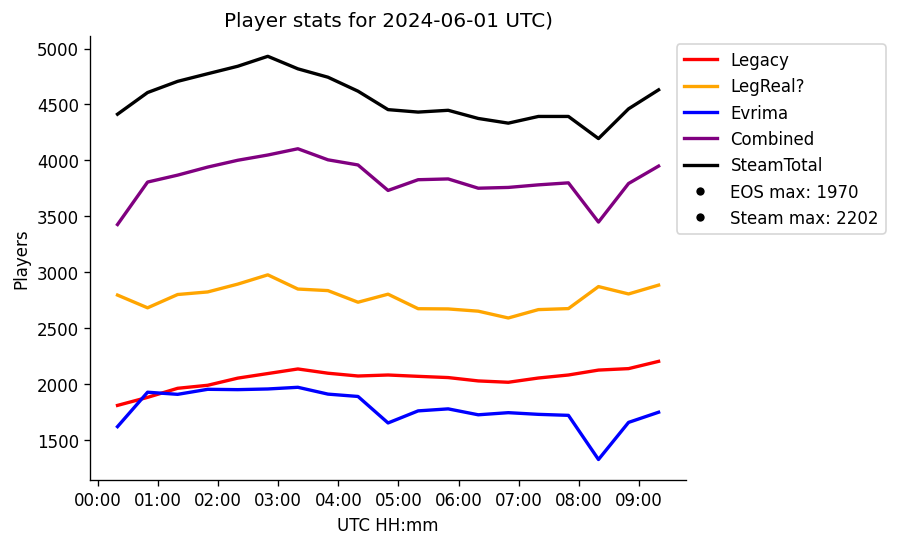 Player stats for 2024-06-01 UTC)
5000
4500
4000
3500
3000
2500
2000
1500
Players
00:00 01:00 02:00 03:00 04:00 05:00 06:00 07:00 08:00 09:00
UTC HH:mm
Legacy
LegReal?
Evrima
Combined
SteamTotal
EOS max: 1970
Steam max: 2202